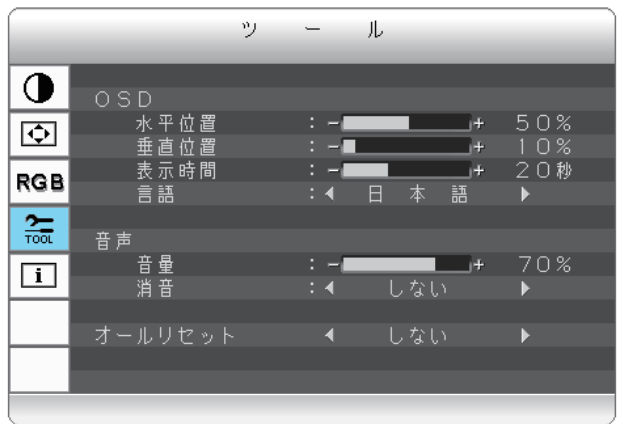 ツール
OSD
水平位置 : - + 50%
垂直位置 : - + 10%
表示時間 : - + 20秒
RGB
言語 : ◀ 日本語 ▶
TOOL
音声
音量 : - + 70%
i
消音 : ◀ しない ▶
オールリセット ◀ しない ▶